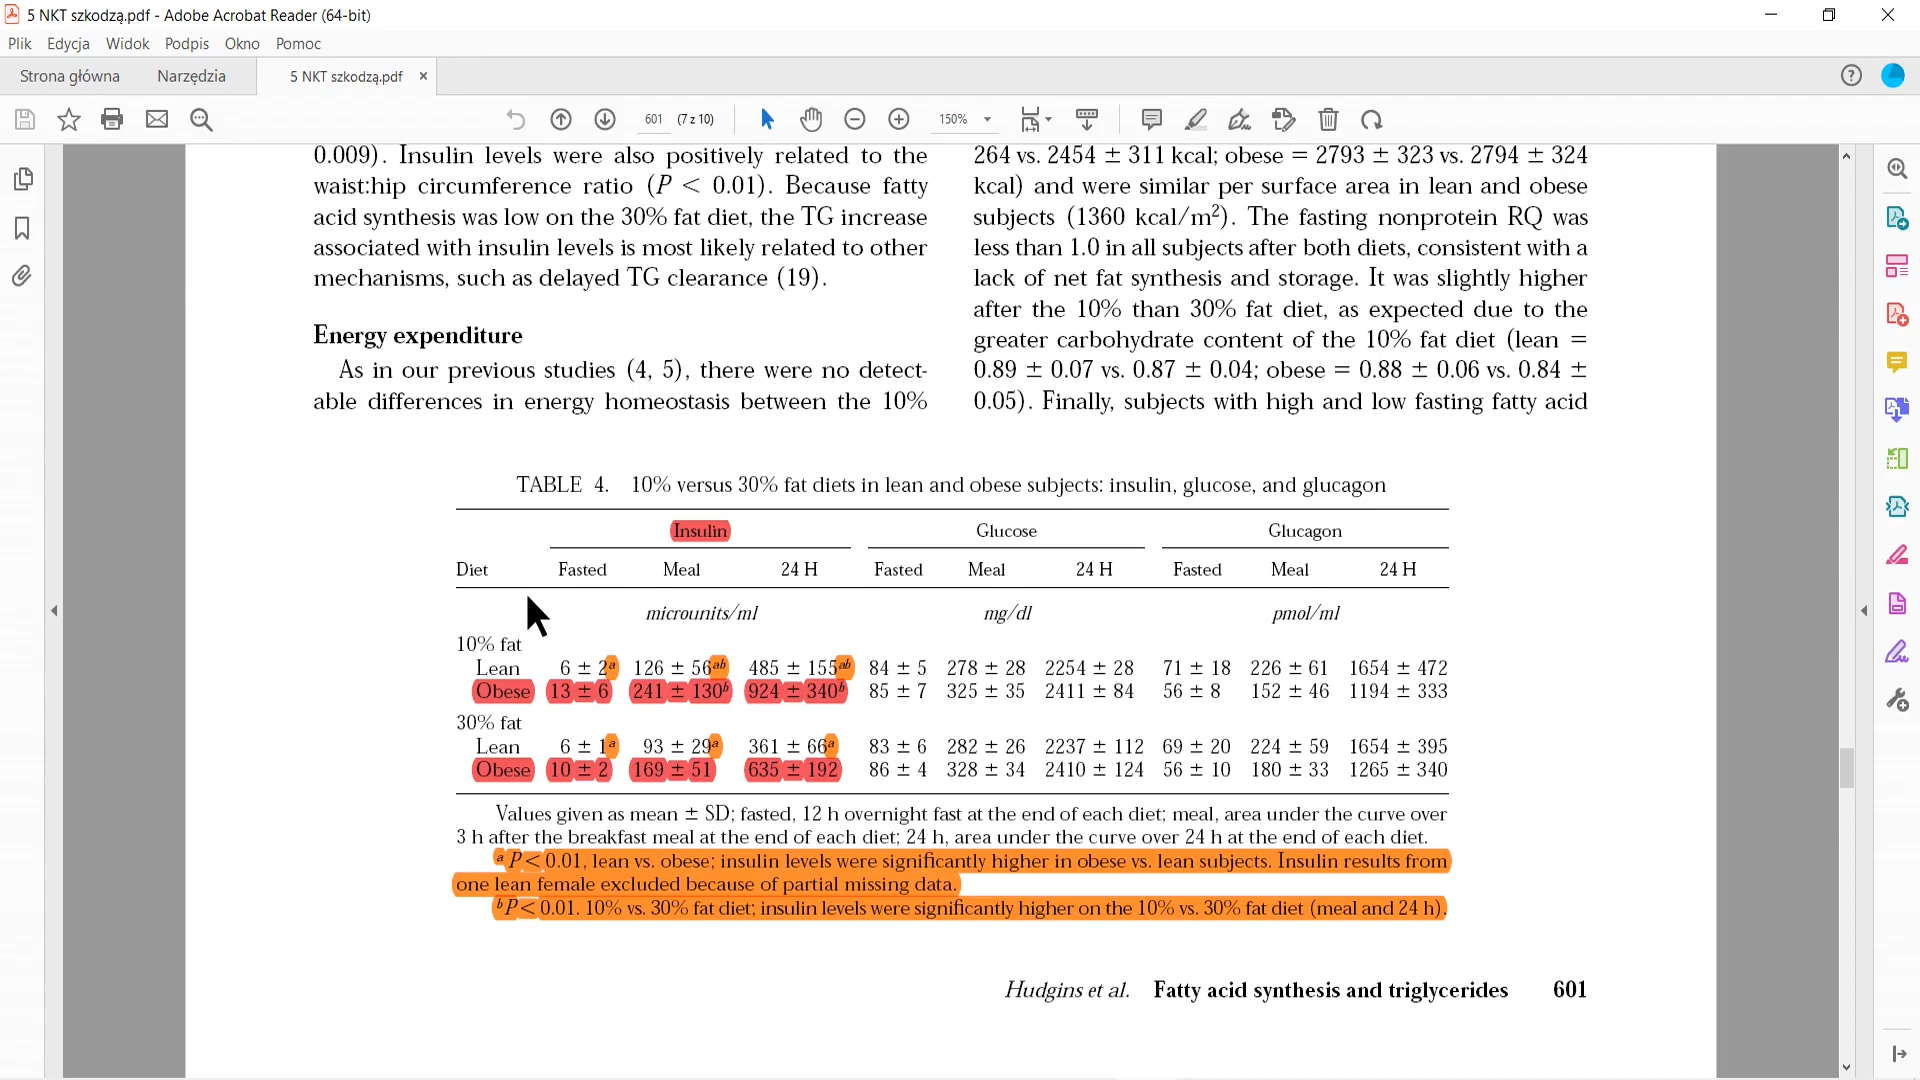 5 NKT szkodzą.pdf - Adobe Acrobat Reader (64-bit)
Plik Edycja Widok Podpis Okno Pomoc
Strona główna Narzędzia 5 NKT szkodzą.pdf ×
601 (7 z 10) 150%
0.009). Insulin levels were also positively related to the
waist:hip circumference ratio (P < 0.01). Because fatty
acid synthesis was low on the 30% fat diet, the TG increase
associated with insulin levels is most likely related to other
mechanisms, such as delayed TG clearance (19).
Energy expenditure
As in our previous studies (4, 5), there were no detect-
able differences in energy homeostasis between the 10%
264 vs. 2454 ± 311 kcal; obese = 2793 ± 323 vs. 2794 ± 324
kcal) and were similar per surface area in lean and obese
subjects (1360 kcal/m²). The fasting nonprotein RQ was
less than 1.0 in all subjects after both diets, consistent with a
lack of net fat synthesis and storage. It was slightly higher
after the 10% than 30% fat diet, as expected due to the
greater carbohydrate content of the 10% fat diet (lean =
0.89 ± 0.07 vs. 0.87 ± 0.04; obese = 0.88 ± 0.06 vs. 0.84 ±
0.05). Finally, subjects with high and low fasting fatty acid
TABLE 4. 10% versus 30% fat diets in lean and obese subjects: insulin, glucose, and glucagon
Insulin Glucose Glucagon
Diet Fasted Meal 24 H Fasted Meal 24 H Fasted Meal 24 H
microunits/ml mg/dl pmol/ml
10% fat
Lean 6 ± 2ᵃ 126 ± 56ᵃᵇ 485 ± 155ᵃᵇ 84 ± 5 278 ± 28 2254 ± 28 71 ± 18 226 ± 61 1654 ± 472
Obese 13 ± 6 241 ± 130ᵇ 924 ± 340ᵇ 85 ± 7 325 ± 35 2411 ± 84 56 ± 8 152 ± 46 1194 ± 333
30% fat
Lean 6 ± 1ᵃ 93 ± 29ᵃ 361 ± 66ᵃ 83 ± 6 282 ± 26 2237 ± 112 69 ± 20 224 ± 59 1654 ± 395
Obese 10 ± 2 169 ± 51 635 ± 192 86 ± 4 328 ± 34 2410 ± 124 56 ± 10 180 ± 33 1265 ± 340
Values given as mean ± SD; fasted, 12 h overnight fast at the end of each diet; meal, area under the curve over
3 h after the breakfast meal at the end of each diet; 24 h, area under the curve over 24 h at the end of each diet.
ᵃ P < 0.01, lean vs. obese; insulin levels were significantly higher in obese vs. lean subjects. Insulin results from
one lean female excluded because of partial missing data.
ᵇ P < 0.01. 10% vs. 30% fat diet; insulin levels were significantly higher on the 10% vs. 30% fat diet (meal and 24 h).
Hudgins et al. Fatty acid synthesis and triglycerides 601